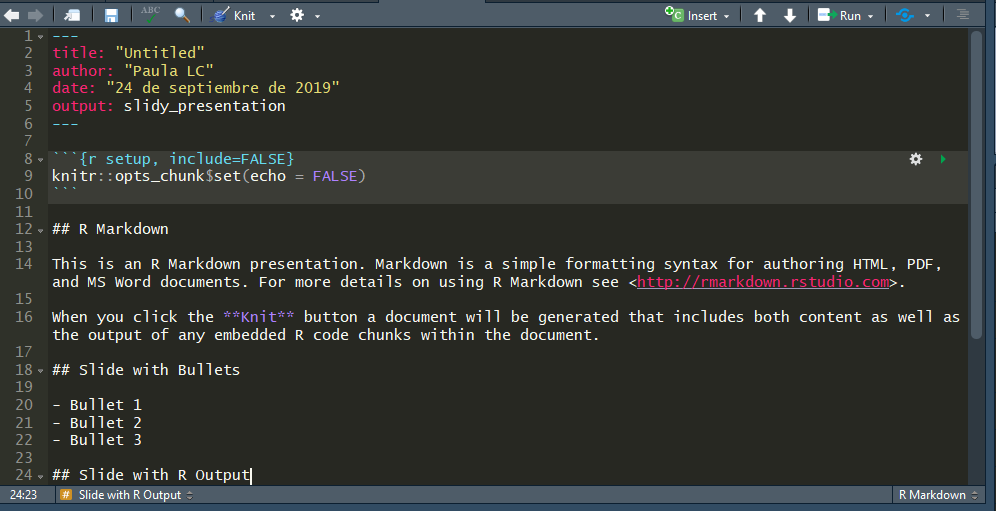 ABC Knit Insert Run
1 ---
2 title: "Untitled"
3 author: "Paula LC"
4 date: "24 de septiembre de 2019"
5 output: slidy_presentation
6 ---
7
8 ```{r setup, include=FALSE}
9 knitr::opts_chunk$set(echo = FALSE)
10 ```
11
12 ## R Markdown
13
14 This is an R Markdown presentation. Markdown is a simple formatting syntax for authoring HTML, PDF,
and MS Word documents. For more details on using R Markdown see <http://rmarkdown.rstudio.com>.
15
16 When you click the **Knit** button a document will be generated that includes both content as well as
the output of any embedded R code chunks within the document.
17
18 ## Slide with Bullets
19
20 - Bullet 1
21 - Bullet 2
22 - Bullet 3
23
24 ## Slide with R Output
24:23 # Slide with R Output R Markdown